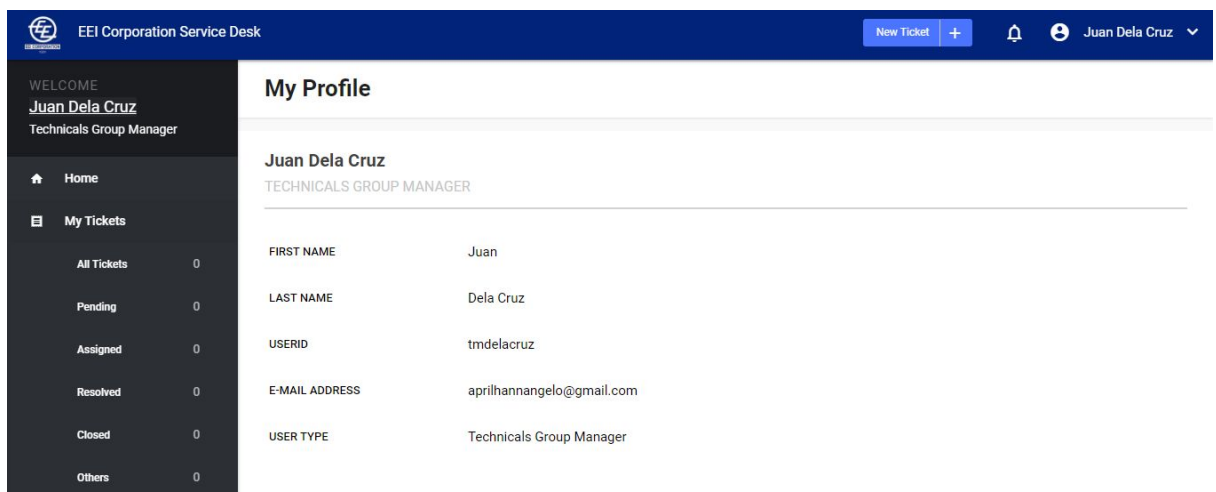 EEI Corporation Service Desk
New Ticket +
Juan Dela Cruz
WELCOME
Juan Dela Cruz
Technicals Group Manager
Home
My Tickets
All Tickets 0
Pending 0
Assigned 0
Resolved 0
Closed 0
Others 0
My Profile
Juan Dela Cruz
TECHNICALS GROUP MANAGER
FIRST NAME Juan
LAST NAME Dela Cruz
USERID tmdelacruz
E-MAIL ADDRESS aprilhannangelo@gmail.com
USER TYPE Technicals Group Manager